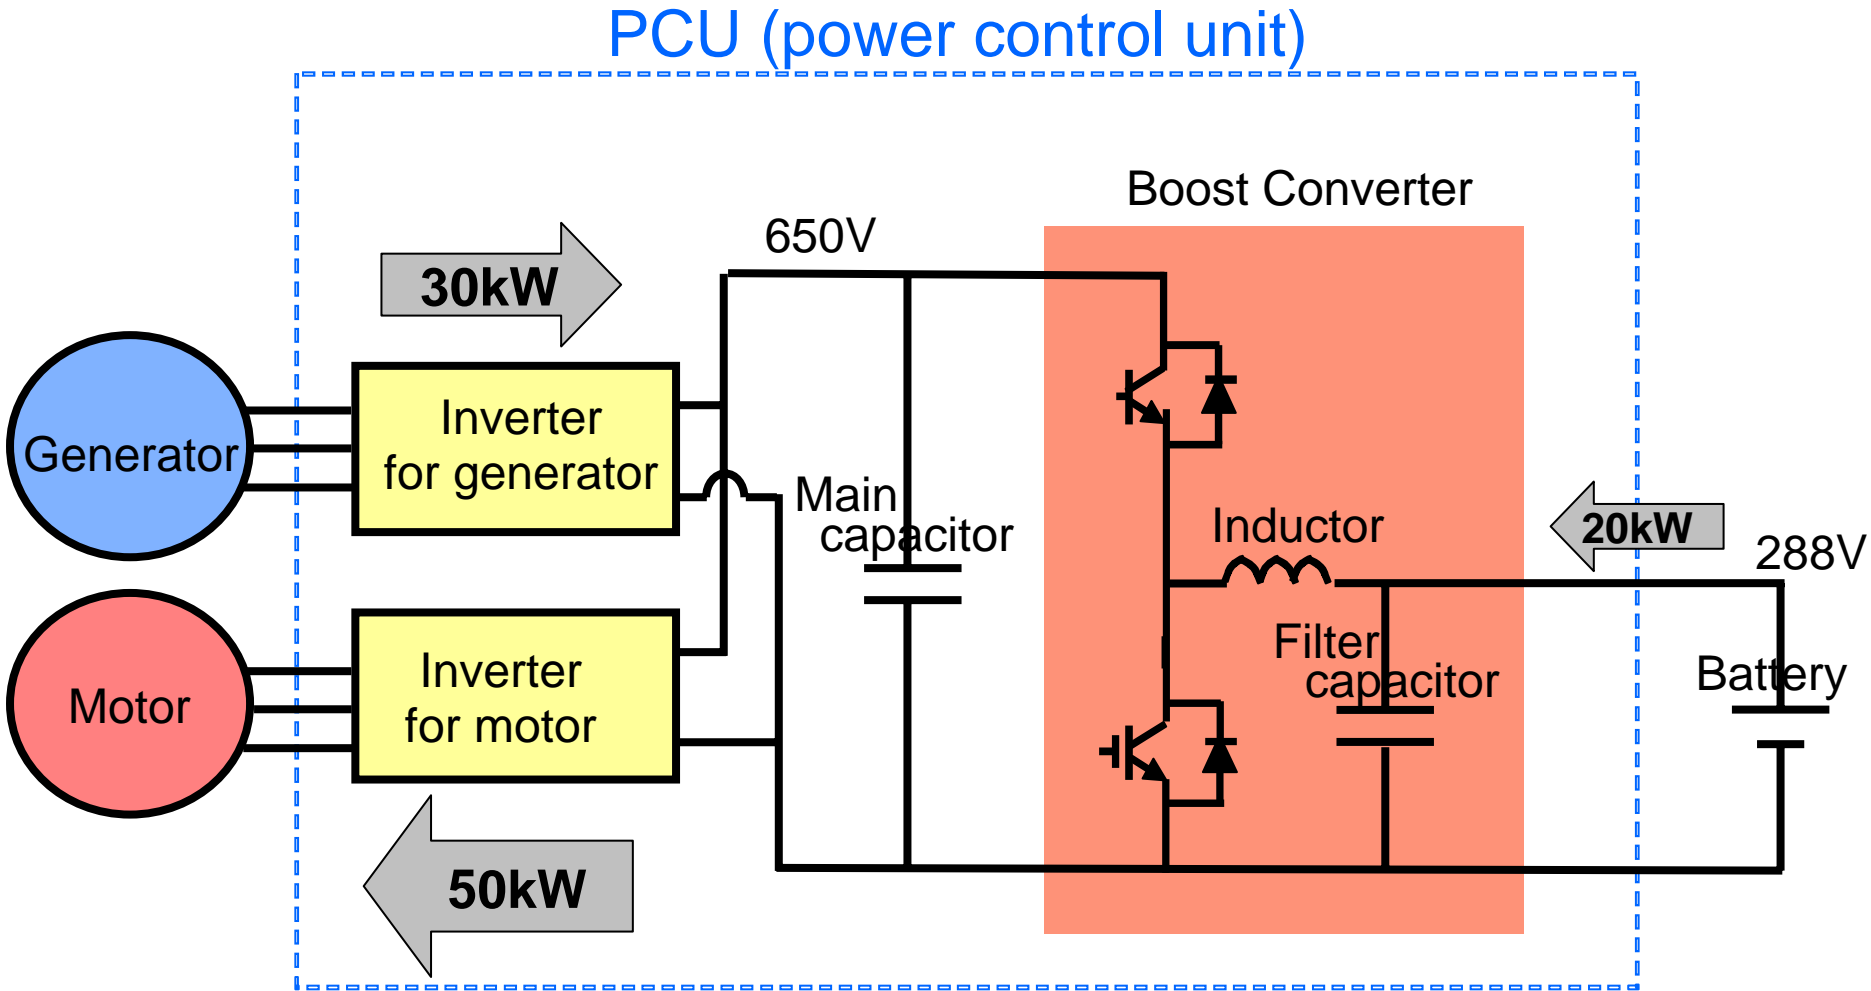 PCU (power control unit)
Boost Converter
650V
30kW
Generator
Inverter
for generator
Main
capacitor
Inductor
20kW
288V
Filter
capacitor
Battery
Motor
Inverter
for motor
50kW